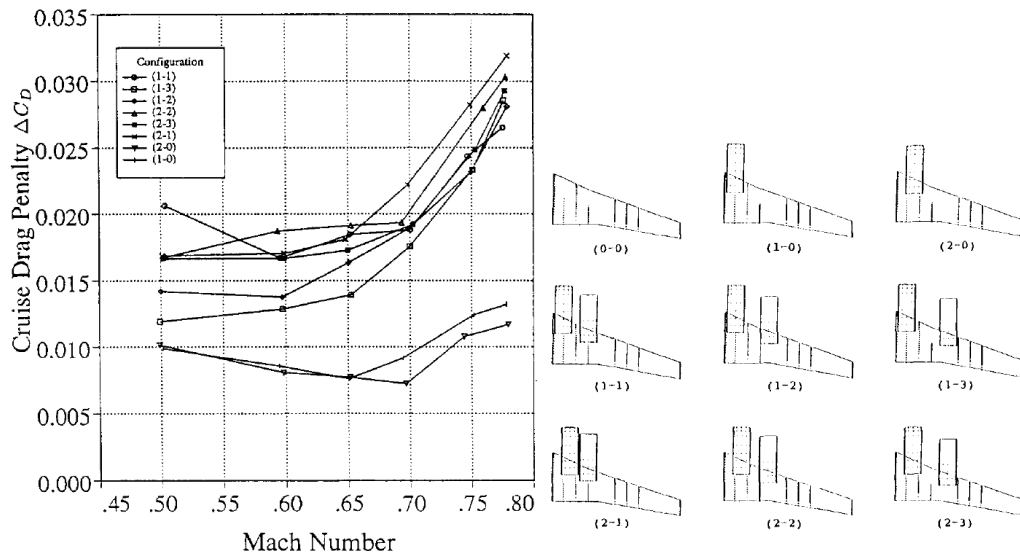 0.035
0.030
0.025
0.020
0.015
0.010
0.005
0.000
Cruise Drag Penalty ΔC_D
Configuration
(1-1)
(1-3)
(1-2)
(2-2)
(2-3)
(2-1)
(2-0)
(1-0)
.45 .50 .55 .60 .65 .70 .75 .80
Mach Number
(0-0) (1-0) (2-0)
(1-1) (1-2) (1-3)
(2-1) (2-2) (2-3)